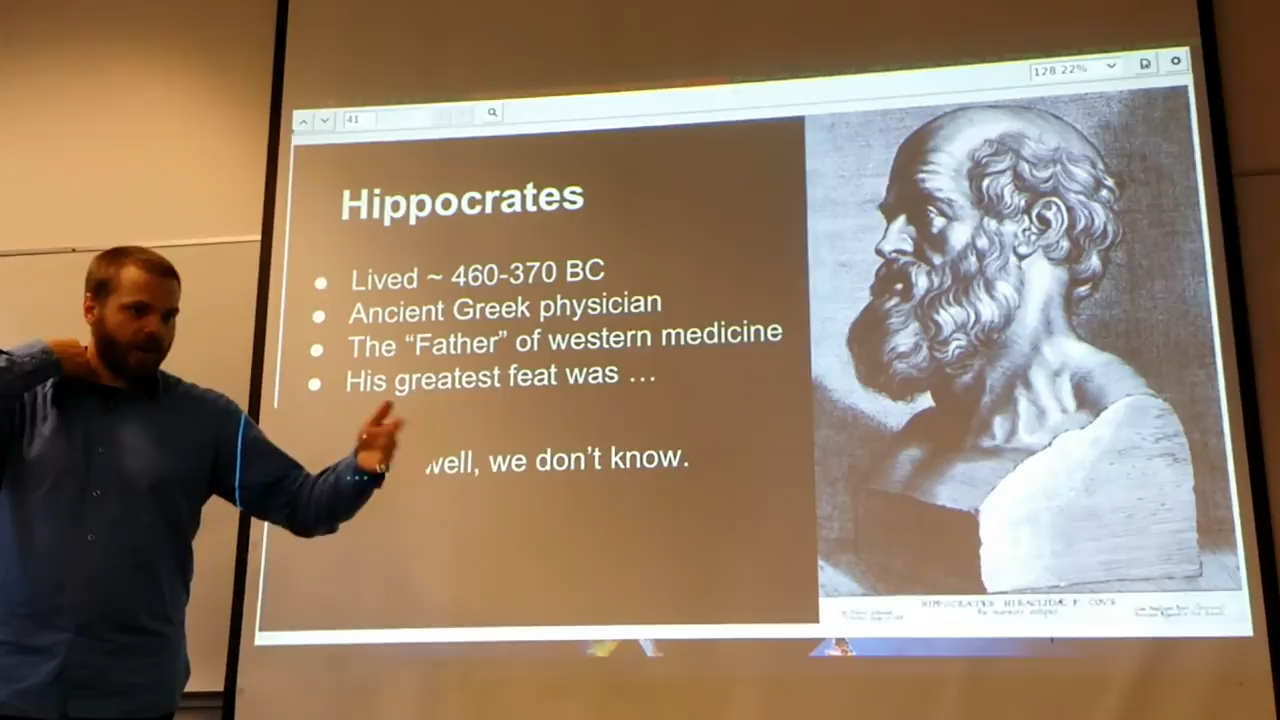 128.22%
41
Hippocrates
● Lived ~ 460-370 BC
● Ancient Greek physician
● The “Father” of western medicine
● His greatest feat was …
well, we don’t know.
HIPPOCRATES HIRACLIDÆ F. COVS